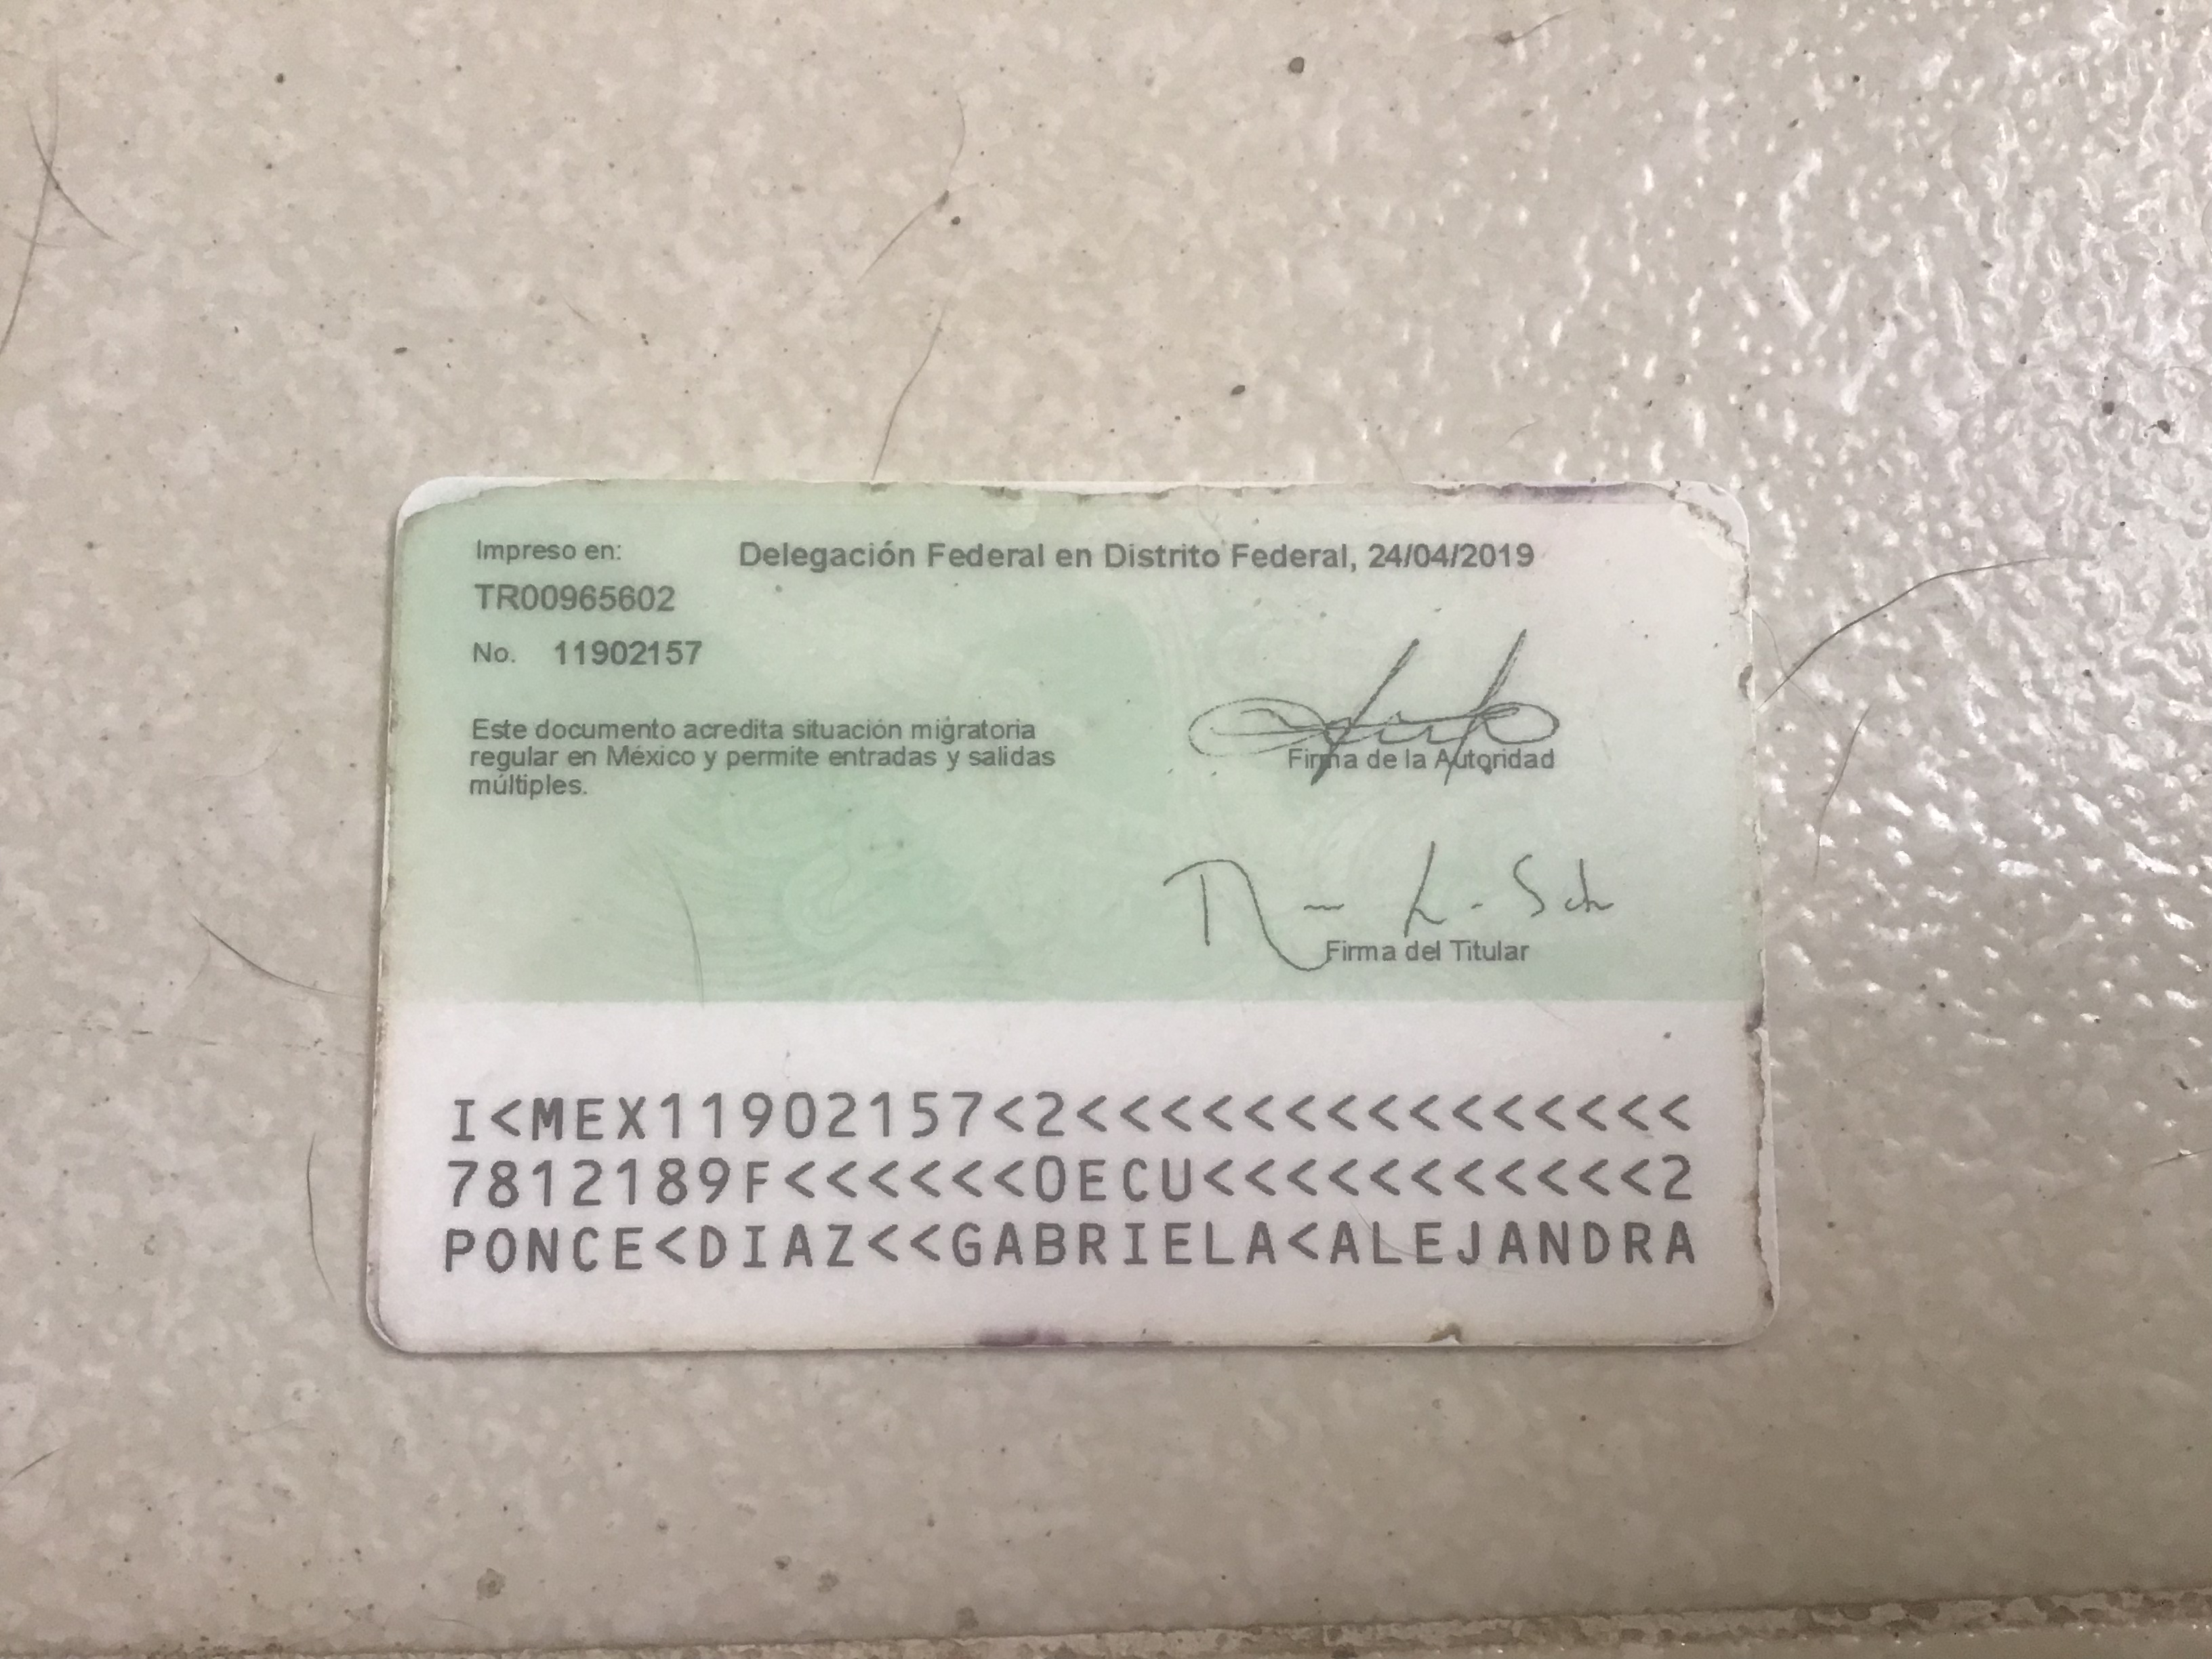 Impreso en: Delegación Federal en Distrito Federal, 24/04/2019
TR00965602
No. 11902157
Este documento acredita situación migratoria
regular en México y permite entradas y salidas
múltiples.
Firma de la Autoridad
Firma del Titular
I<MEX11902157<2<<<<<<<<<<<<<<<
7812189F<<<<<<0ECU<<<<<<<<<<<2
PONCE<DIAZ<<GABRIELA<ALEJANDRA